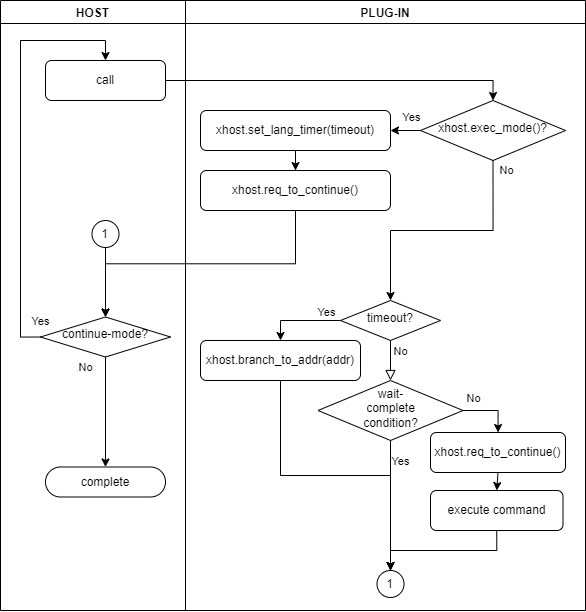 HOST
PLUG-IN
call
xhost.exec_mode()?
Yes
No
xhost.set_lang_timer(timeout)
xhost.req_to_continue()
1
continue-mode?
Yes
No
complete
timeout?
Yes
No
xhost.branch_to_addr(addr)
wait-
complete
condition?
No
Yes
xhost.req_to_continue()
execute command
1